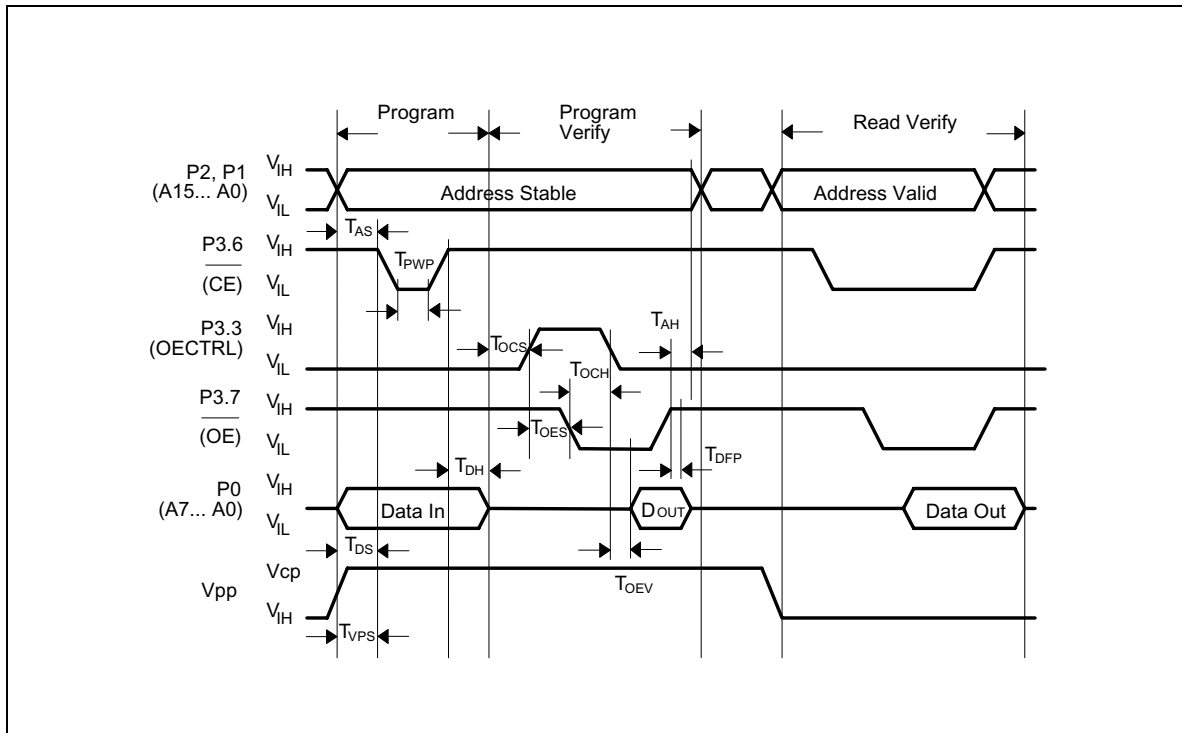 Program
Program
Verify
Read Verify
P2, P1
(A15... A0)
VIH
VIL
Address Stable
Address Valid
TAS
P3.6
(CE)
VIH
VIL
TPWP
P3.3
(OECTRL)
VIH
VIL
TOCS
TAH
TOCH
P3.7
(OE)
VIH
VIL
TOES
TDFP
TDH
P0
(A7... A0)
VIH
VIL
Data In
DOUT
Data Out
TDS
TOEV
Vpp
Vcp
VIH
TVPS